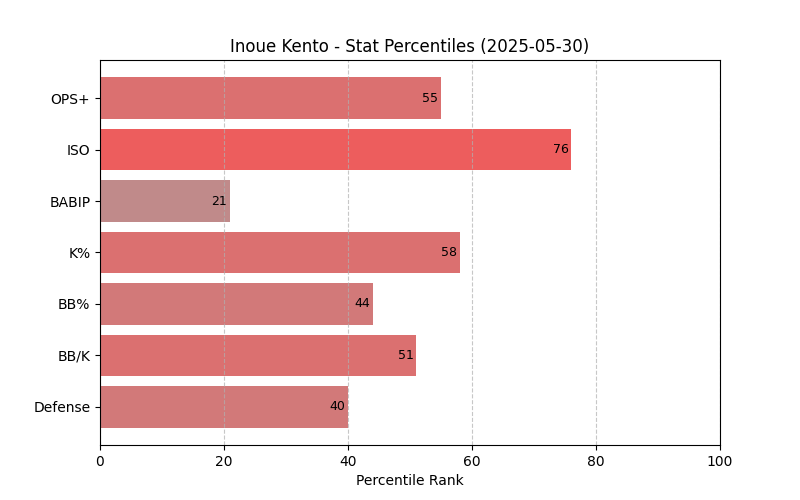 Inoue Kento - Stat Percentiles (2025-05-30)
OPS+ 55
ISO 76
BABIP 21
K% 58
BB% 44
BB/K 51
Defense 40
0 20 40 60 80 100
Percentile Rank